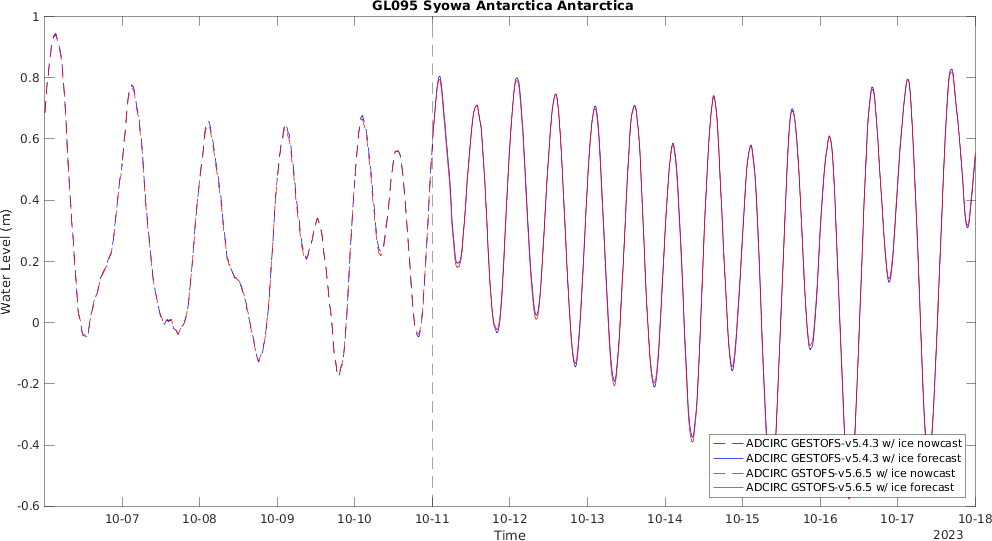 GL095 Syowa Antarctica Antarctica
1
0.8
0.6
0.4
0.2
0
-0.2
-0.4
-0.6
Water Level (m)
ADCIRC GESTOFS-v5.4.3 w/ ice nowcast
ADCIRC GESTOFS-v5.4.3 w/ ice forecast
ADCIRC GSTOFS-v5.6.5 w/ ice nowcast
ADCIRC GSTOFS-v5.6.5 w/ ice forecast
10-07 10-08 10-09 10-10 10-11 10-12 10-13 10-14 10-15 10-16 10-17 10-18
Time
2023